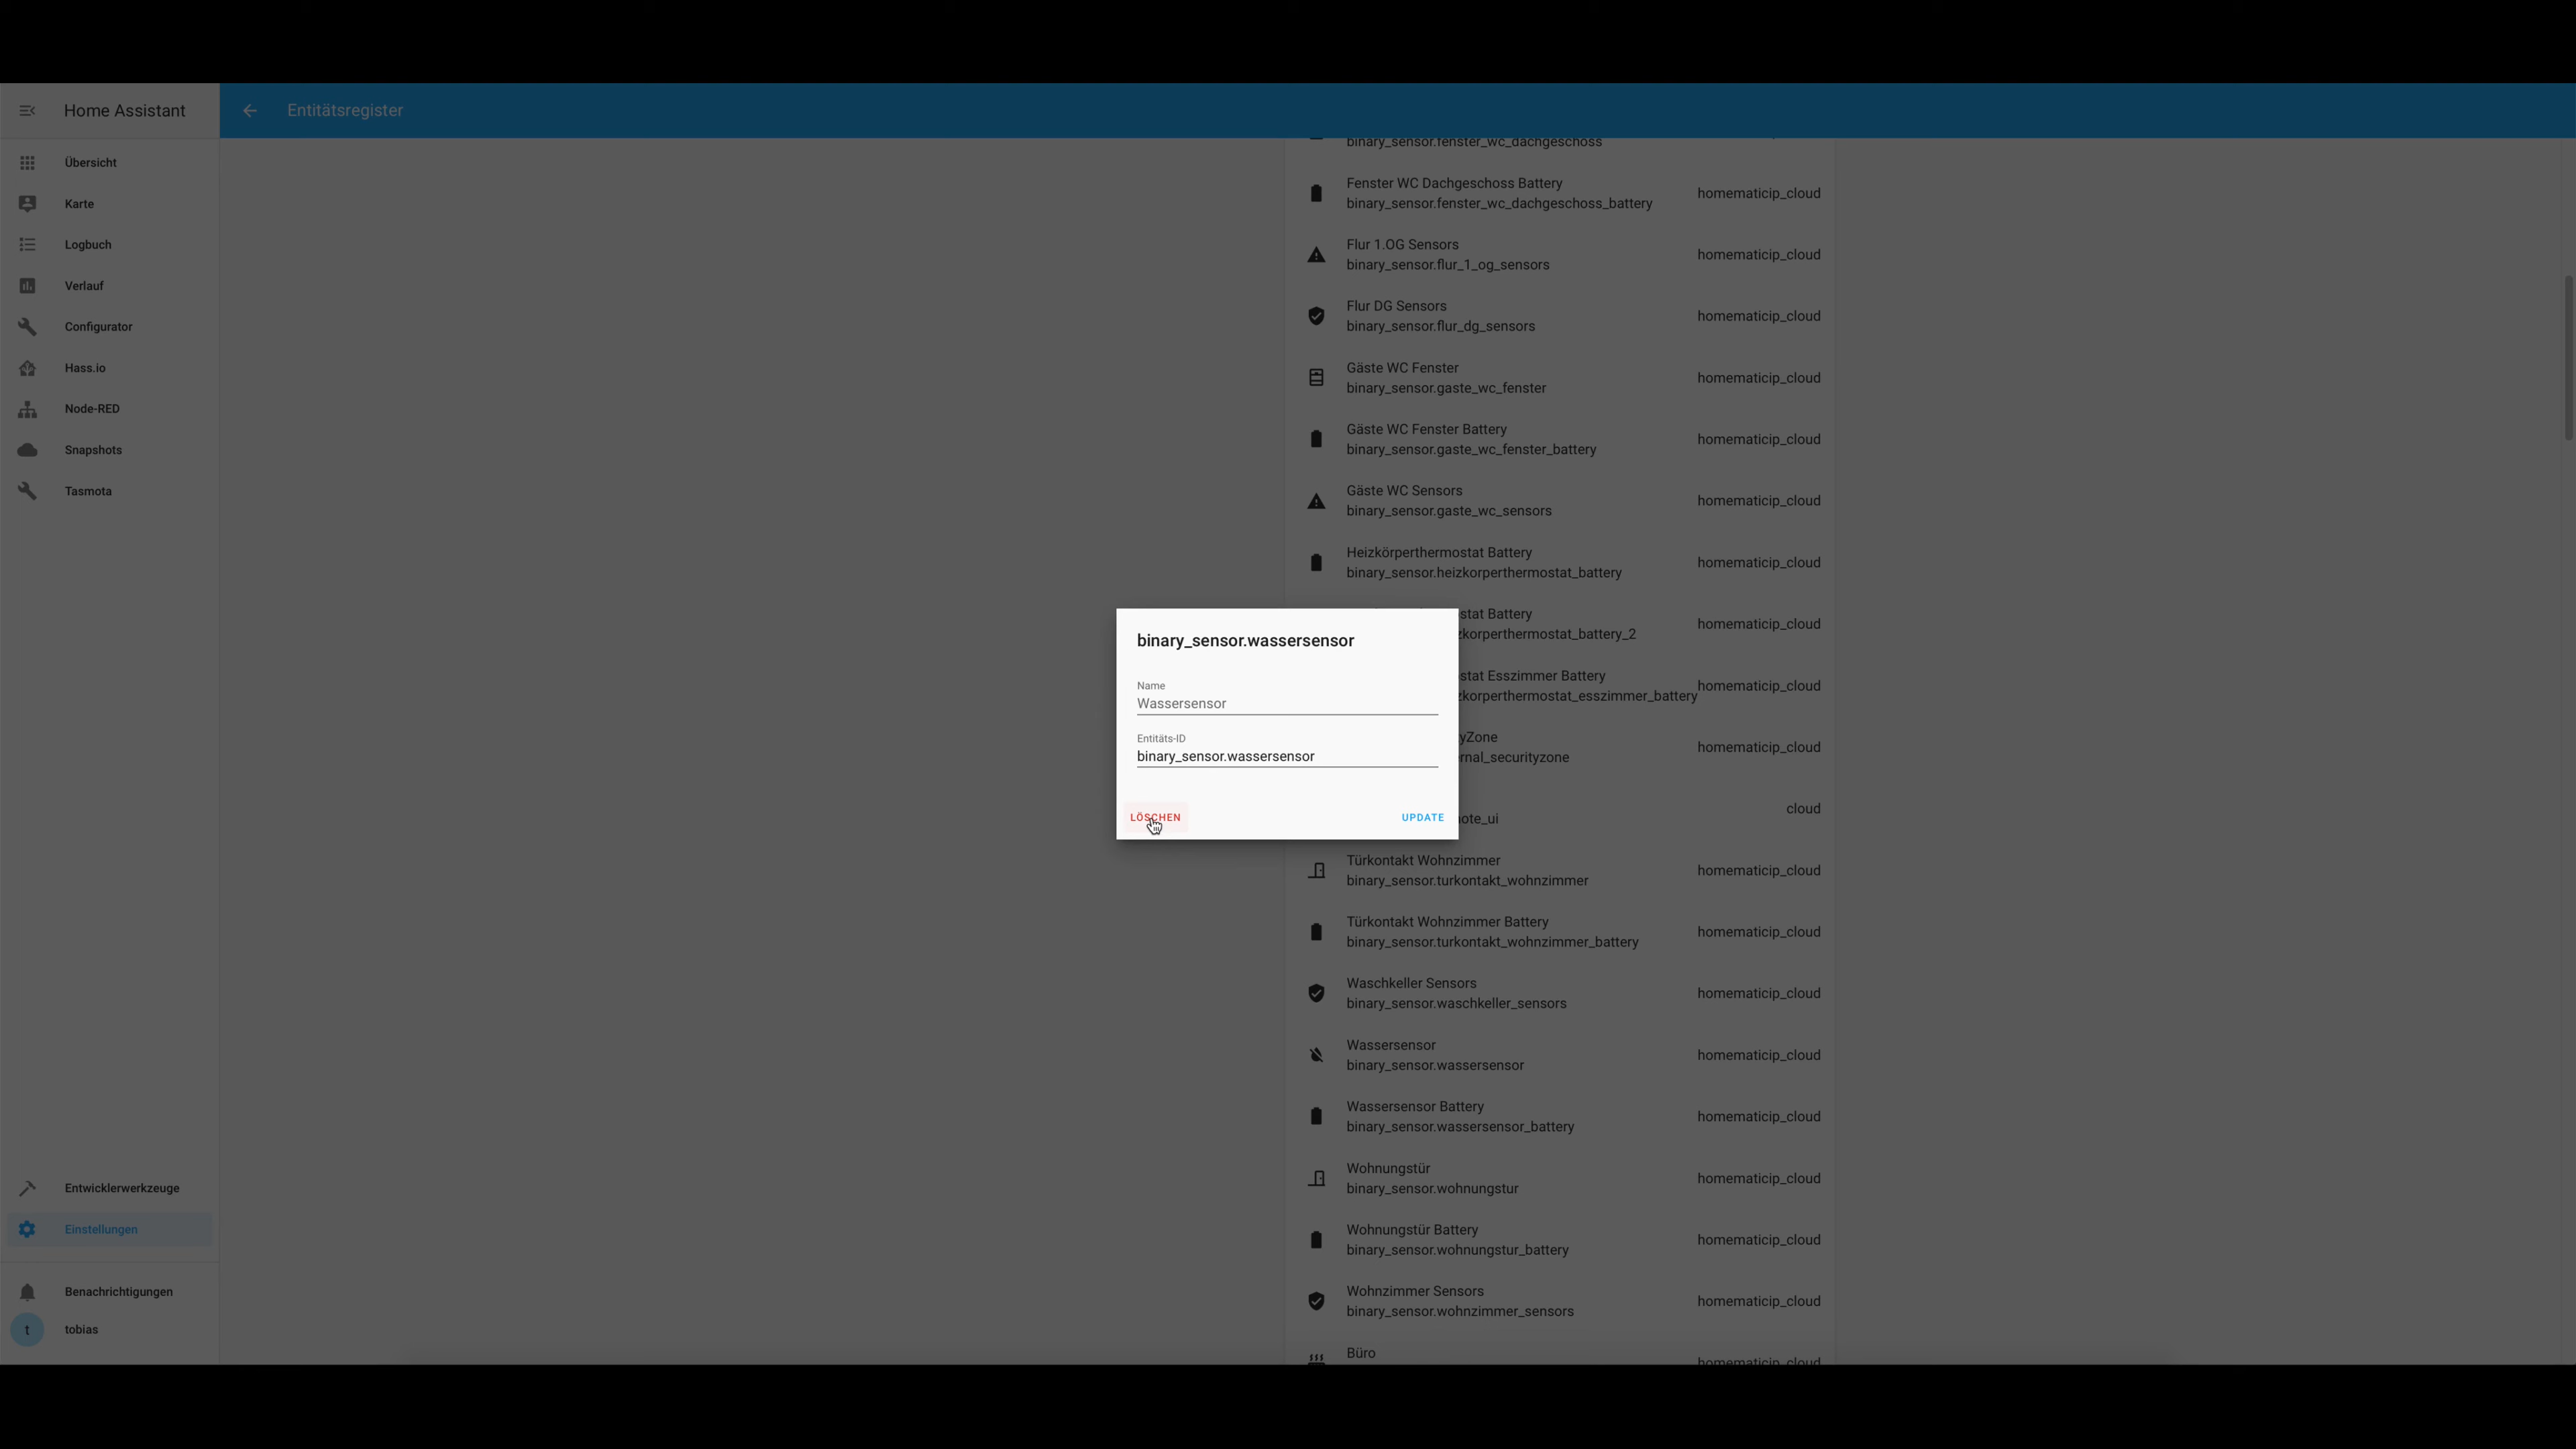 Home Assistant
Entitätsregister
Übersicht
Karte
Logbuch
Verlauf
Configurator
Hass.io
Node-RED
Snapshots
Tasmota
Entwicklerwerkzeuge
Einstellungen
Benachrichtigungen
t
tobias
binary_sensor.fenster_wc_dachgeschoss
Fenster WC Dachgeschoss Battery
binary_sensor.fenster_wc_dachgeschoss_battery
homematicip_cloud
Flur 1.OG Sensors
binary_sensor.flur_1_og_sensors
homematicip_cloud
Flur DG Sensors
binary_sensor.flur_dg_sensors
homematicip_cloud
Gäste WC Fenster
binary_sensor.gaste_wc_fenster
homematicip_cloud
Gäste WC Fenster Battery
binary_sensor.gaste_wc_fenster_battery
homematicip_cloud
Gäste WC Sensors
binary_sensor.gaste_wc_sensors
homematicip_cloud
Heizkörperthermostat Battery
binary_sensor.heizkorperthermostat_battery
homematicip_cloud
stat Battery
zkorperthermostat_battery_2
homematicip_cloud
stat Esszimmer Battery
zkorperthermostat_esszimmer_battery
homematicip_cloud
yZone
rnal_securityzone
homematicip_cloud
cloud
note_ui
binary_sensor.wassersensor
Name
Wassersensor
Entitäts-ID
binary_sensor.wassersensor
LÖSCHEN
UPDATE
Türkontakt Wohnzimmer
binary_sensor.turkontakt_wohnzimmer
homematicip_cloud
Türkontakt Wohnzimmer Battery
binary_sensor.turkontakt_wohnzimmer_battery
homematicip_cloud
Waschkeller Sensors
binary_sensor.waschkeller_sensors
homematicip_cloud
Wassersensor
binary_sensor.wassersensor
homematicip_cloud
Wassersensor Battery
binary_sensor.wassersensor_battery
homematicip_cloud
Wohnungstür
binary_sensor.wohnungstur
homematicip_cloud
Wohnungstür Battery
binary_sensor.wohnungstur_battery
homematicip_cloud
Wohnzimmer Sensors
binary_sensor.wohnzimmer_sensors
homematicip_cloud
Büro
homematicip_cloud